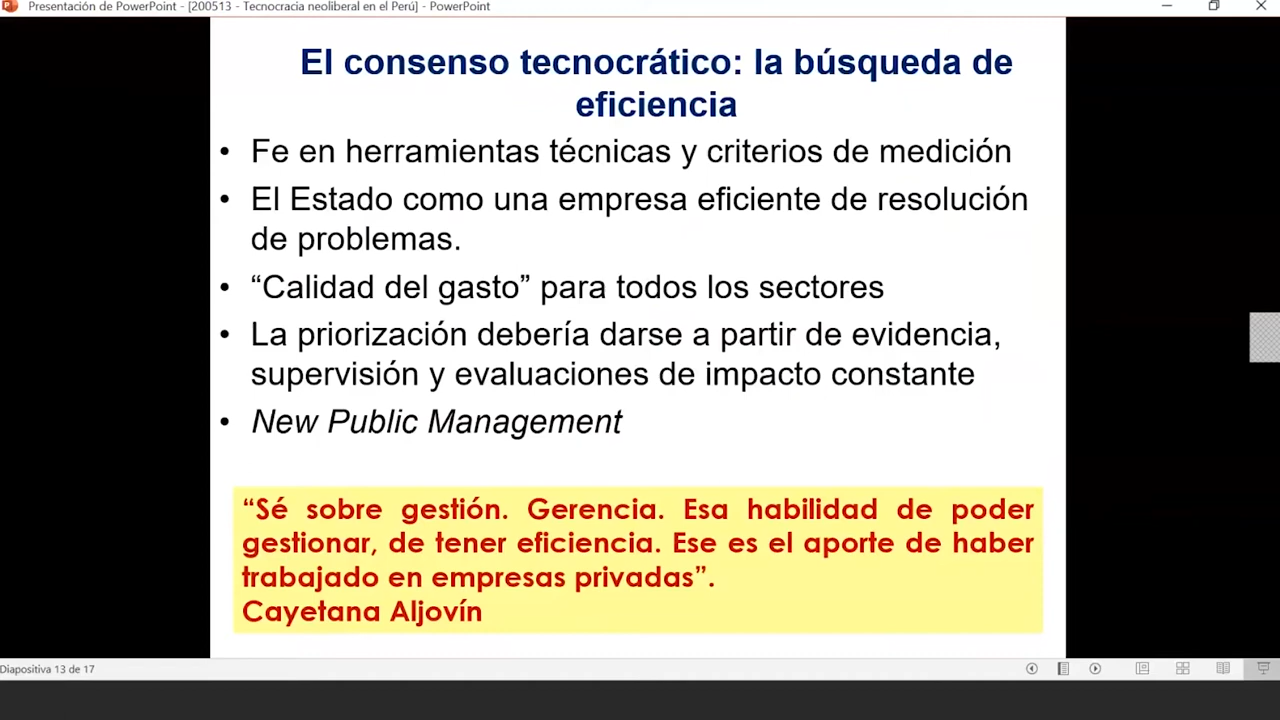 Presentación de PowerPoint - [200513 - Tecnocracia neoliberal en el Perú] - PowerPoint
El consenso tecnocrático: la búsqueda de
eficiencia
• Fe en herramientas técnicas y criterios de medición
• El Estado como una empresa eficiente de resolución
de problemas.
• “Calidad del gasto” para todos los sectores
• La priorización debería darse a partir de evidencia,
supervisión y evaluaciones de impacto constante
• New Public Management
“Sé sobre gestión. Gerencia. Esa habilidad de poder
gestionar, de tener eficiencia. Ese es el aporte de haber
trabajado en empresas privadas”.
Cayetana Aljovín
Diapositiva 13 de 17